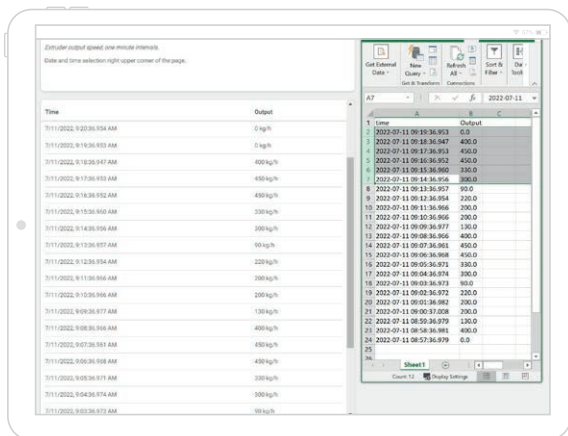 57%
Extruder output speed, one minute intervals.
Date and time selection right upper corner of the page.
Time Output
7/11/2022, 9:20:36.954 AM 0 kg/h
7/11/2022, 9:19:36.953 AM 0 kg/h
7/11/2022, 9:18:36.947 AM 400 kg/h
7/11/2022, 9:17:36.953 AM 450 kg/h
7/11/2022, 9:16:36.952 AM 450 kg/h
7/11/2022, 9:15:36.960 AM 330 kg/h
7/11/2022, 9:14:36.956 AM 300 kg/h
7/11/2022, 9:13:36.957 AM 90 kg/h
7/11/2022, 9:12:36.954 AM 220 kg/h
7/11/2022, 9:11:36.966 AM 200 kg/h
7/11/2022, 9:10:36.966 AM 200 kg/h
7/11/2022, 9:09:36.977 AM 130 kg/h
7/11/2022, 9:08:36.966 AM 400 kg/h
7/11/2022, 9:07:36.961 AM 450 kg/h
7/11/2022, 9:06:36.968 AM 450 kg/h
7/11/2022, 9:05:36.971 AM 330 kg/h
7/11/2022, 9:04:36.974 AM 300 kg/h
7/11/2022, 9:03:36.973 AM 90 kg/h
Get External Data New Query Refresh All Sort & Filter Dat Tool
Get & Transform Connections
A7 fx 2022-07-11
A B C
1 time Output
2 2022-07-11 09:19:36.953 0.0
3 2022-07-11 09:18:36.947 400.0
4 2022-07-11 09:17:36.953 450.0
5 2022-07-11 09:16:36.952 450.0
6 2022-07-11 09:15:36.960 330.0
7 2022-07-11 09:14:36.956 300.0
8 2022-07-11 09:13:36.957 90.0
9 2022-07-11 09:12:36.954 220.0
10 2022-07-11 09:11:36.966 200.0
11 2022-07-11 09:10:36.966 200.0
12 2022-07-11 09:09:36.977 130.0
13 2022-07-11 09:08:36.966 400.0
14 2022-07-11 09:07:36.961 450.0
15 2022-07-11 09:06:36.968 450.0
16 2022-07-11 09:05:36.971 330.0
17 2022-07-11 09:04:36.974 300.0
18 2022-07-11 09:03:36.973 90.0
19 2022-07-11 09:02:36.972 220.0
20 2022-07-11 09:01:36.982 200.0
21 2022-07-11 09:00:37.008 200.0
22 2022-07-11 08:59:36.979 130.0
23 2022-07-11 08:58:36.981 400.0
24 2022-07-11 08:57:36.979 0.0
25
Sheet1
Count: 12 Display Settings